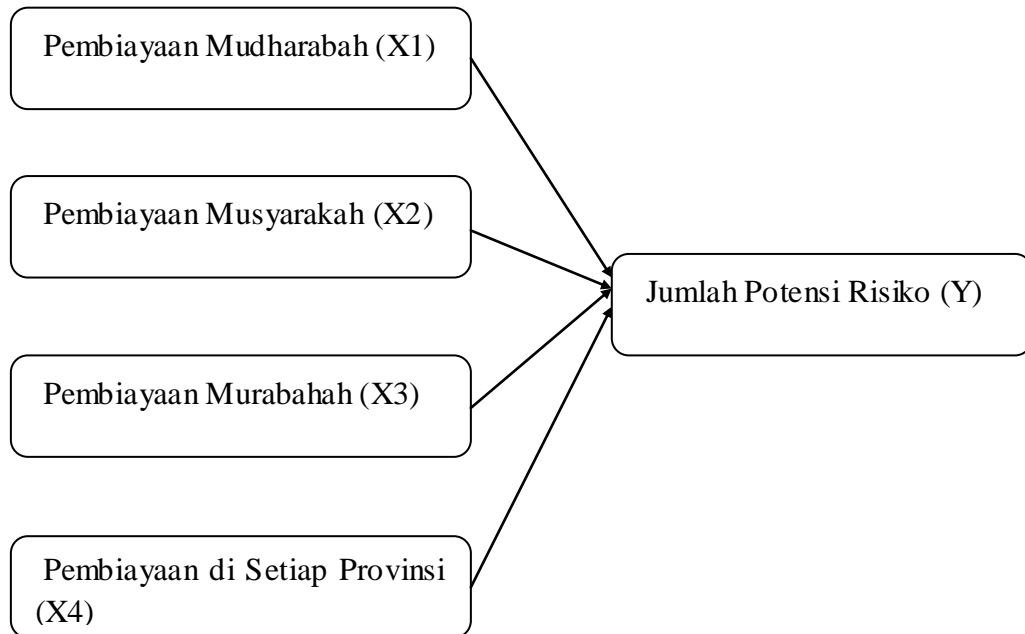 Pembiayaan Mudharabah (X1)
Pembiayaan Musyarakah (X2)
Jumlah Potensi Risiko (Y)
Pembiayaan Murabahah (X3)
Pembiayaan di Setiap Provinsi
(X4)